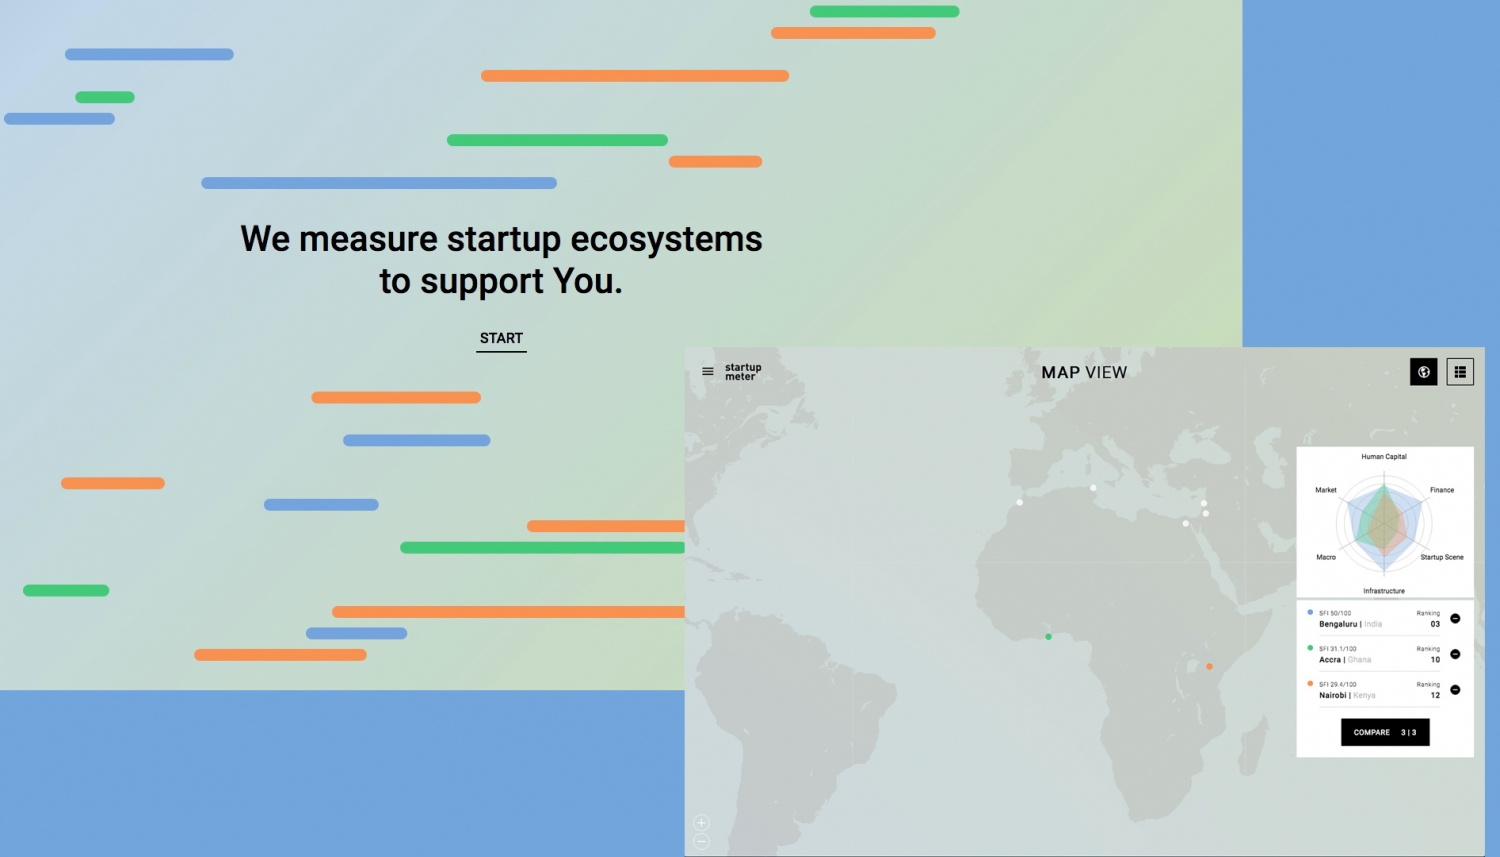 We measure startup ecosystems
to support You.
START
startup
meter
MAP VIEW
Human Capital
Market
Finance
Macro
Startup Scene
Infrastructure
SFI 50/100 Ranking
Bengaluru | India 03
SFI 31.1/100 Ranking
Accra | Ghana 10
SFI 29.4/100 Ranking
Nairobi | Kenya 12
COMPARE 3 | 3